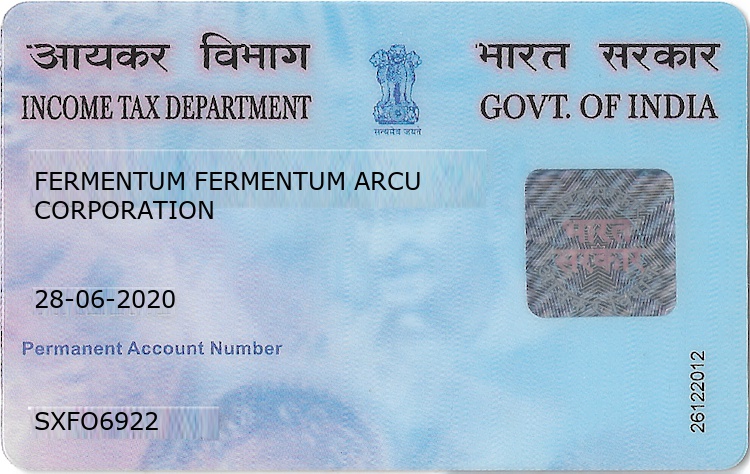 आयकर विभाग
भारत सरकार
INCOME TAX DEPARTMENT
GOVT. OF INDIA
सत्यमेव जयते
FERMENTUM FERMENTUM ARCU
CORPORATION
भारत
सरकार
28-06-2020
Permanent Account Number
SXFO6922
26122012